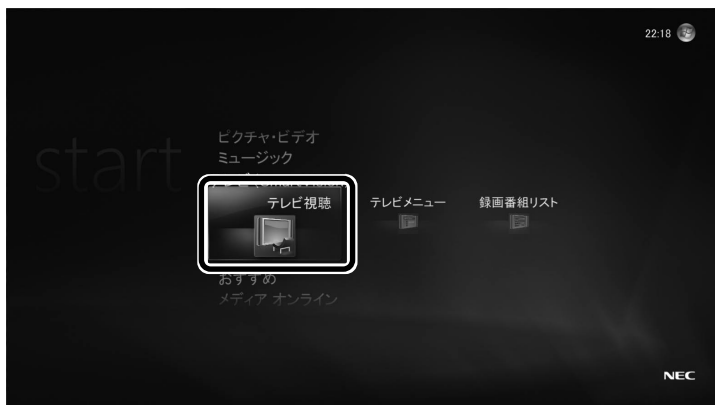 22:18
start
ピクチャ・ビデオ
ミュージック
テレビ視聴
テレビメニュー
録画番組リスト
おすすめ
メディア オンライン
NEC